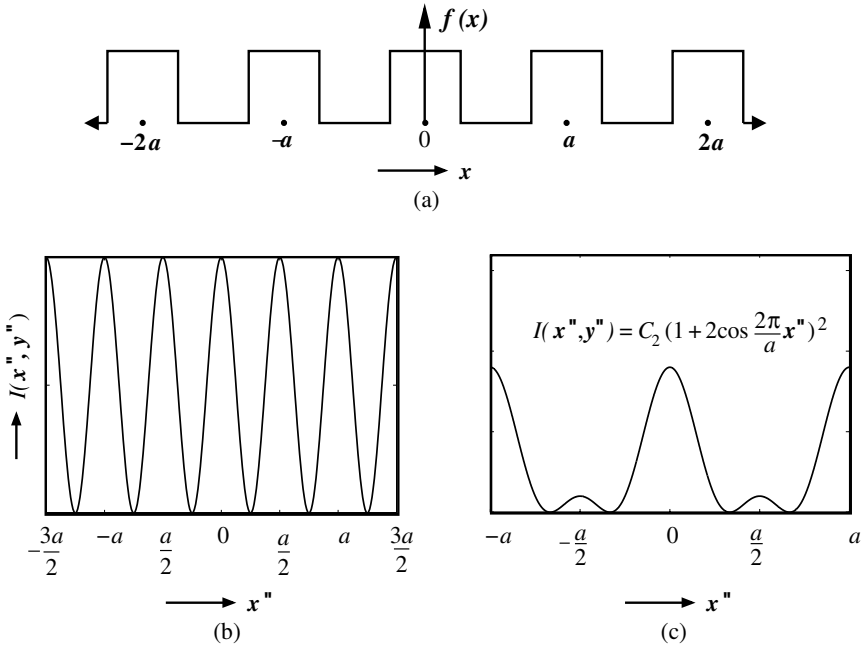 f(x)
−2a −a 0 a 2a
x
(a)
I(x", y")
−3a/2 −a a/2 0 a/2 a 3a/2
x"
(b)
I(x", y") = C₂ (1 + 2cos 2π/a x")²
−a −a/2 0 a/2 a
x"
(c)